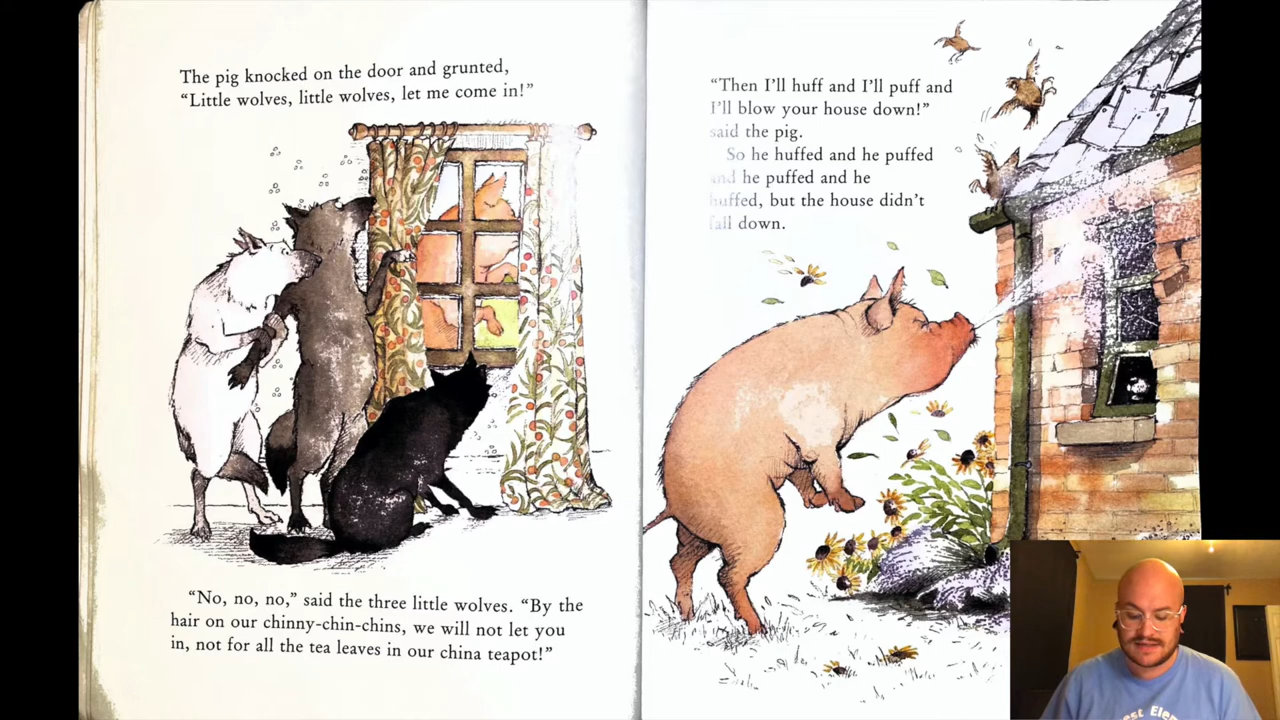 The pig knocked on the door and grunted,
“Little wolves, little wolves, let me come in!”
“No, no, no,” said the three little wolves. “By the
hair on our chinny-chin-chins, we will not let you
in, not for all the tea leaves in our china teapot!”
“Then I’ll huff and I’ll puff and
I’ll blow your house down!”
said the pig.
So he huffed and he puffed
and he puffed and he
huffed, but the house didn’t
fall down.
est Elem